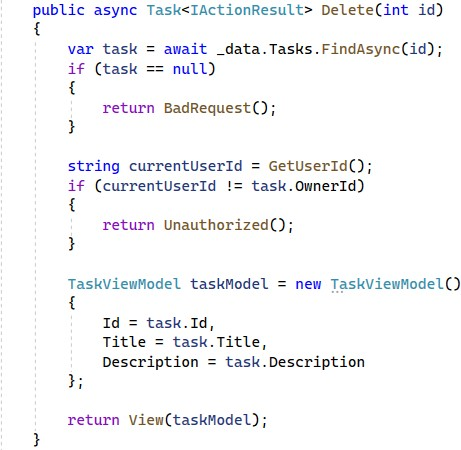 public async Task<IActionResult> Delete(int id)
{
var task = await _data.Tasks.FindAsync(id);
if (task == null)
{
return BadRequest();
}
string currentUserId = GetUserId();
if (currentUserId != task.OwnerId)
{
return Unauthorized();
}
TaskViewModel taskModel = new TaskViewModel()
{
Id = task.Id,
Title = task.Title,
Description = task.Description
};
return View(taskModel);
}